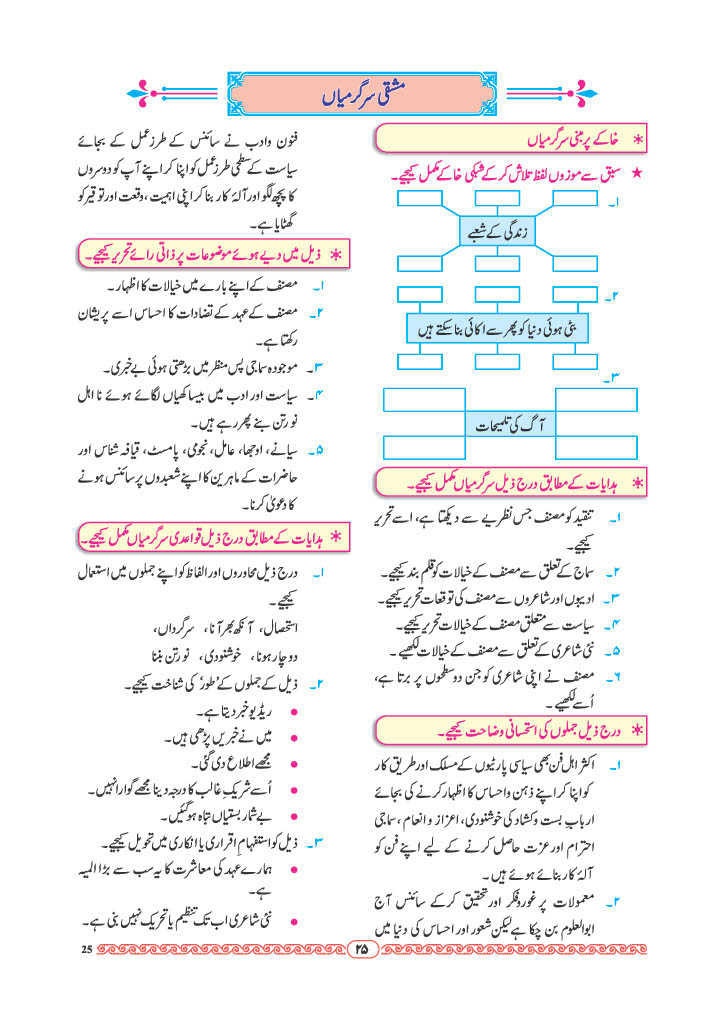 مشقی سرگرمیاں
* خاکے پر مبنی سرگرمیاں
★ سبق سے موزوں لفظ تلاش کرکے شبکی خاکے مکمل کیجیے۔
۱۔
زندگی کے شعبے
۲۔
بٹی ہوئی دنیا کو پھر سے اکائی بنا سکتے ہیں
۳۔
آگ کی تلمیحات
* ہدایات کے مطابق درج ذیل سرگرمیاں مکمل کیجیے۔
۱۔ تنقید کو مصنف جس نظریے سے دیکھتا ہے، اسے تحریر
کیجیے۔
۲۔ سماج کے تعلق سے مصنف کے خیالات کو قلم بند کیجیے۔
۳۔ ادیبوں اور شاعروں سے مصنف کی توقعات تحریر کیجیے۔
۴۔ سیاست سے متعلق مصنف کے خیالات تحریر کیجیے۔
۵۔ نئی شاعری کے تعلق سے مصنف کے خیالات لکھیے۔
۶۔ مصنف نے اپنی شاعری کو جن دو سطحوں پر برتا ہے،
اُسے لکھیے۔
* درج ذیل جملوں کی استحسانی وضاحت کیجیے۔
۱۔ اکثر اہل فن بھی سیاسی پارٹیوں کے مسلک اور طریق کار
کو اپنا کر اپنے ذہن و احساس کا اظہار کرنے کی بجائے
اربابِ بست و کشاد کی خوشنودی، اعزاز و انعام، سماجی
احترام اور عزت حاصل کرنے کے لیے اپنے فن کو
آلۂ کار بنائے ہوئے ہیں۔
۲۔ معمولات پر غور و فکر اور تحقیق کرکے سائنس آج
ابوالعلوم بن چکا ہے لیکن شعور اور احساس کی دنیا میں
فنون و ادب نے سائنس کے طرزِ عمل کے بجائے
سیاست کے سطحی طرز عمل کو اپنا کر اپنے آپ کو دوسروں
کا پچھ لگو اور آلۂ کار بنا کر اپنی اہمیت، وقعت اور توقیر کو
گھٹایا ہے۔
* ذیل میں دیے ہوئے موضوعات پر ذاتی رائے تحریر کیجیے۔
۱۔ مصنف کے اپنے بارے میں خیالات کا اظہار۔
۲۔ مصنف کے عہد کے تضادات کا احساس اسے پریشان
رکھتا ہے۔
۳۔ موجودہ سماجی پس منظر میں بڑھتی ہوئی بے خبری۔
۴۔ سیاست اور ادب میں بیساکھیاں لگائے ہوئے نا اہل
نورتن بنے پھر رہے ہیں۔
۵۔ سیانے، اوجھا، عامل، نجومی، پامسٹ، قیافہ شناس اور
حاضرات کے ماہرین کا اپنے شعبدوں پر سائنس ہونے
کا دعویٰ کرنا۔
* ہدایات کے مطابق درج ذیل قواعدی سرگرمیاں مکمل کیجیے۔
۱۔ درج ذیل محاوروں اور الفاظ کو اپنے جملوں میں استعمال
کیجیے۔
استحصال، آنکھ بھر آنا، سرگرداں،
دوچار ہونا، خوشنودی، نورتن بننا
۲۔ ذیل کے جملوں کے 'طور' کی شناخت کیجیے۔
• ریڈیو خبر دیتا ہے۔
• میں نے خبریں پڑھی ہیں۔
• مجھے اطلاع دی گئی۔
• اُسے شریکِ غالب کا درجہ دینا مجھے گوارا نہیں۔
• بے شمار بستیاں تباہ ہوگئیں۔
۳۔ ذیل کو استفہامِ اقراری یا انکاری میں تحویل کیجیے۔
• ہمارے عہد کی معاشرت کا یہ سب سے بڑا المیہ
ہے۔
• نئی شاعری اب تک تنظیم یا تحریک نہیں بنی ہے۔
۲۵
25